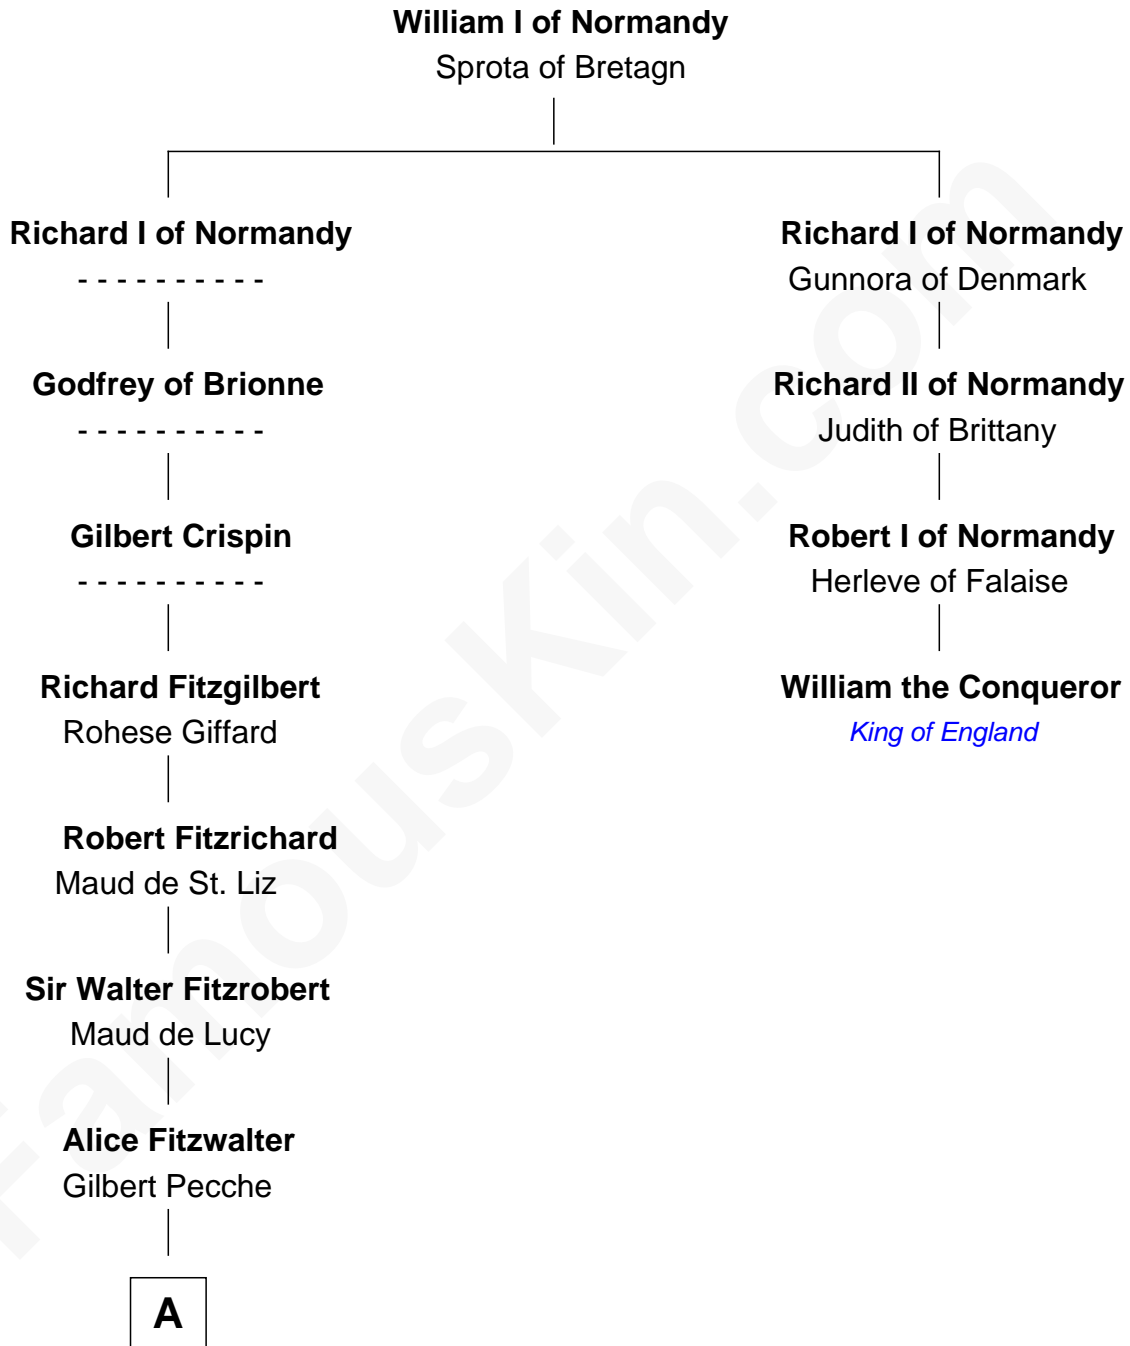 William I of Normandy
Sprota of Bretagn
Richard I of Normandy
- - - - - - - - - -
Godfrey of Brionne
- - - - - - - - - -
Gilbert Crispin
- - - - - - - - - -
Richard Fitzgilbert
Rohese Giffard
Robert Fitzrichard
Maud de St. Liz
Sir Walter Fitzrobert
Maud de Lucy
Alice Fitzwalter
Gilbert Pecche
A
Richard I of Normandy
Gunnora of Denmark
Richard II of Normandy
Judith of Brittany
Robert I of Normandy
Herleve of Falaise
William the Conqueror
King of England
FamousKin.com